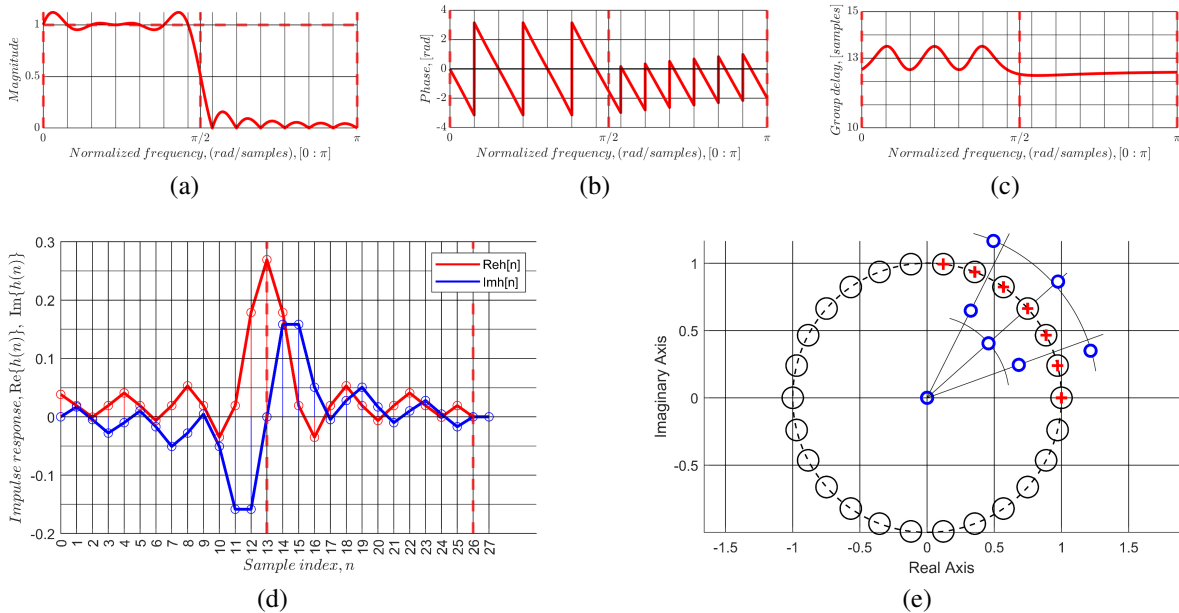 1
0.5
0
Magnitude
0
π/2
π
Normalized frequency, (rad/samples), [0 : π]
(a)
4
2
0
-2
-4
Phase, [rad]
0
π/2
π
Normalized frequency, (rad/samples), [0 : π]
(b)
15
13
10
Group delay, [samples]
0
π/2
π
Normalized frequency, (rad/samples), [0 : π]
(c)
0.3
0.2
0.1
0
-0.1
-0.2
Impulse response, Re{h(n)}, Im{h(n)}
Reh[n]
Imh[n]
0 1 2 3 4 5 6 7 8 9 10 11 12 13 14 15 16 17 18 19 20 21 22 23 24 25 26 27
Sample index, n
(d)
1
0.5
0
-0.5
Imaginary Axis
-1.5 -1 -0.5 0 0.5 1 1.5
Real Axis
(e)